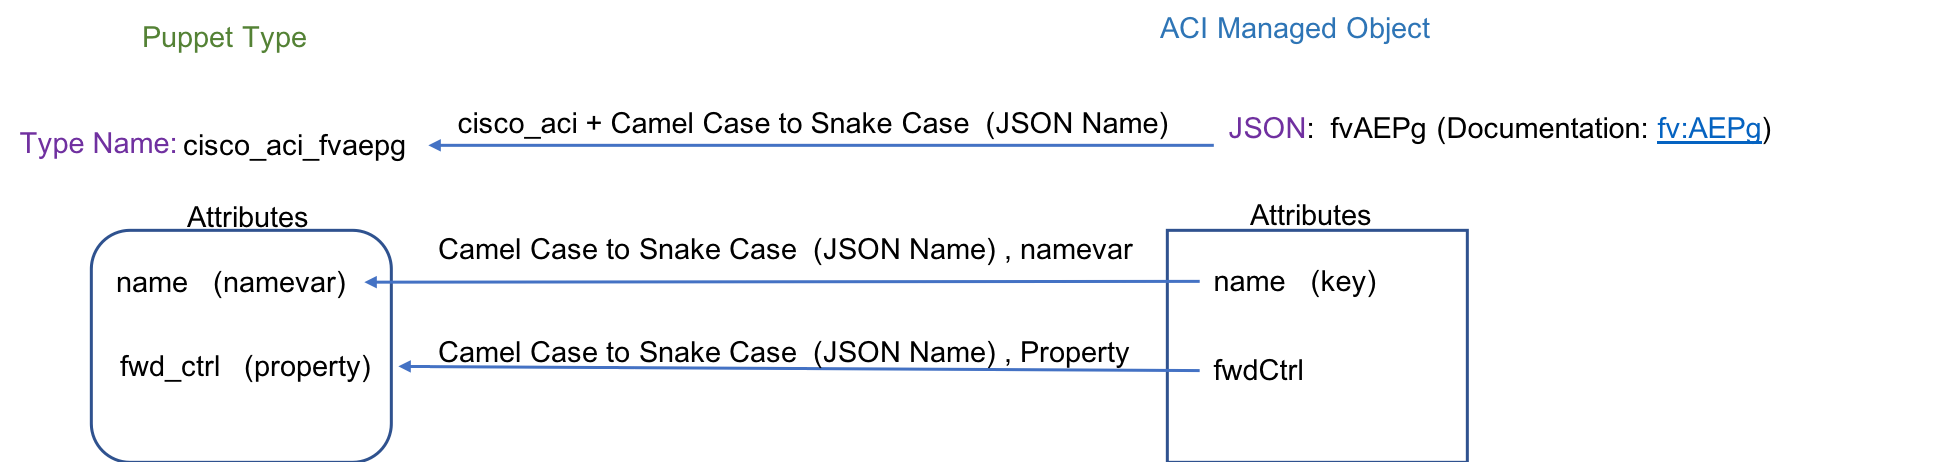 Puppet Type
ACI Managed Object
Type Name: cisco_aci_fvaepg
cisco_aci + Camel Case to Snake Case (JSON Name)
JSON: fvAEPg (Documentation: fv:AEPg)
Attributes
Attributes
name (namevar)
Camel Case to Snake Case (JSON Name) , namevar
name (key)
fwd_ctrl (property)
Camel Case to Snake Case (JSON Name) , Property
fwdCtrl